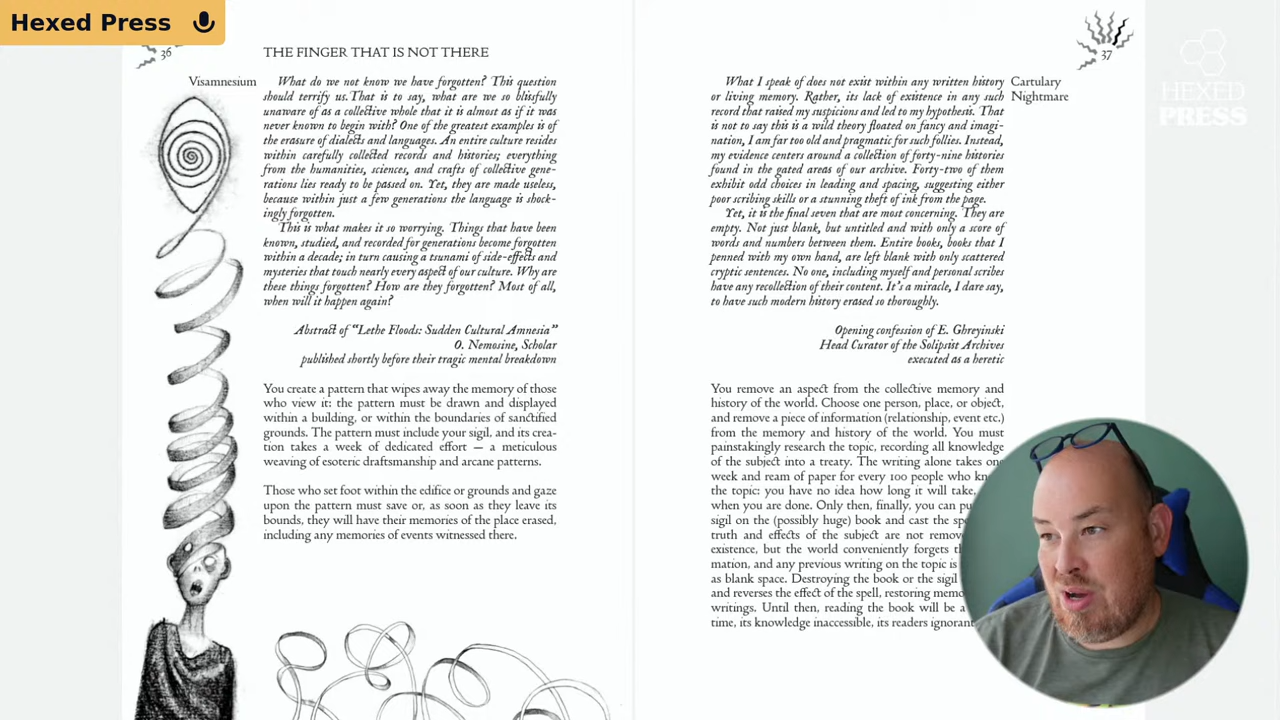 Hexed Press
36
THE FINGER THAT IS NOT THERE
Visamnesium
What do we not know we have forgotten? This question
should terrify us.That is to say, what are we so blissfully
unaware of as a collective whole that it is almost as if it was
never known to begin with? One of the greatest examples is of
the erasure of dialects and languages. An entire culture resides
within carefully collected records and histories; everything
from the humanities, sciences, and crafts of collective gene-
rations lies ready to be passed on. Yet, they are made useless,
because within just a few generations the language is shock-
ingly forgotten.
This is what makes it so worrying. Things that have been
known, studied, and recorded for generations become forgotten
within a decade; in turn causing a tsunami of side-effects and
mysteries that touch nearly every aspect of our culture. Why are
these things forgotten? How are they forgotten? Most of all,
when will it happen again?
Abstract of “Lethe Floods: Sudden Cultural Amnesia”
O. Nemosine, Scholar
published shortly before their tragic mental breakdown
You create a pattern that wipes away the memory of those
who view it: the pattern must be drawn and displayed
within a building, or within the boundaries of sanctified
grounds. The pattern must include your sigil, and its crea-
tion takes a week of dedicated effort — a meticulous
weaving of esoteric draftsmanship and arcane patterns.
Those who set foot within the edifice or grounds and gaze
upon the pattern must save or, as soon as they leave its
bounds, they will have their memories of the place erased,
including any memories of events witnessed there.
37
Cartulary
Nightmare
What I speak of does not exist within any written history
or living memory. Rather, its lack of existence in any such
record that raised my suspicions and led to my hypothesis. That
is not to say this is a wild theory floated on fancy and imagi-
nation, I am far too old and pragmatic for such follies. Instead,
my evidence centers around a collection of forty-nine histories
found in the gated areas of our archive. Forty-two of them
exhibit odd choices in leading and spacing, suggesting either
poor scribing skills or a stunning theft of ink from the page.
Yet, it is the final seven that are most concerning. They are
empty. Not just blank, but untitled and with only a score of
words and numbers between them. Entire books, books that I
penned with my own hand, are left blank with only scattered
cryptic sentences. No one, including myself and personal scribes
have any recollection of their content. It's a miracle, I dare say,
to have such modern history erased so thoroughly.
Opening confession of E. Ghreyinski
Head Curator of the Solipsist Archives
executed as a heretic
You remove an aspect from the collective memory and
history of the world. Choose one person, place, or object,
and remove a piece of information (relationship, event etc.)
from the memory and history of the world. You must
painstakingly research the topic, recording all knowledge
of the subject into a treaty. The writing alone takes one
week and ream of paper for every 100 people who
the topic: you have no idea how long it will take,
when you are done. Only then, finally, you can
sigil on the (possibly huge) book and cast the
truth and effects of the subject are not
existence, but the world conveniently forgets
and any previous writing on the topic is
as blank space. Destroying the book or the sigil
and reverses the effect of the spell, restoring
writings. Until then, reading the book will be a
time, its knowledge inaccessible, its readers ignorant
HEXED
PRESS